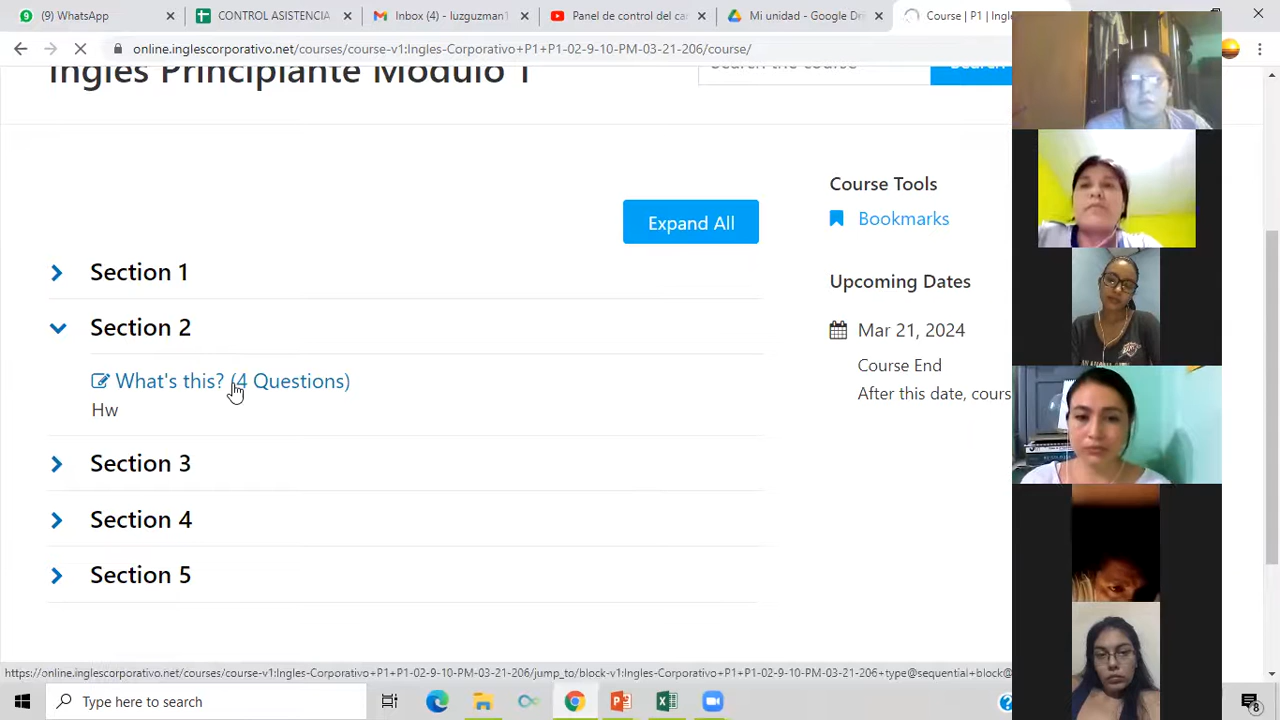 (9) WhatsApp
CONTROL ASISTENCIA
Inbox (4) - luzguzman
Panel de control del ca
Mi unidad - Google Dri
Course | P1 | Ingl
online.inglescorporativo.net/courses/course-v1:Ingles-Corporativo+P1+P1-02-9-10-PM-03-21-206/course/
Inglés Principiante Módulo
Search the course
Search
Course Tools
Bookmarks
Expand All
Section 1
Upcoming Dates
Section 2
Mar 21, 2024
Course End
What's this? (4 Questions)
After this date, cours
Hw
Section 3
Section 4
Section 5
https://online.inglescorporativo.net/courses/course-v1:Ingles-Corporativo+P1+P1-02-9-10-PM-03-21-206/jump_to/block-v1:Ingles-Corporativo+P1+P1-02-9-10-PM-03-21-206+type@sequential+block@
Type here to search
8